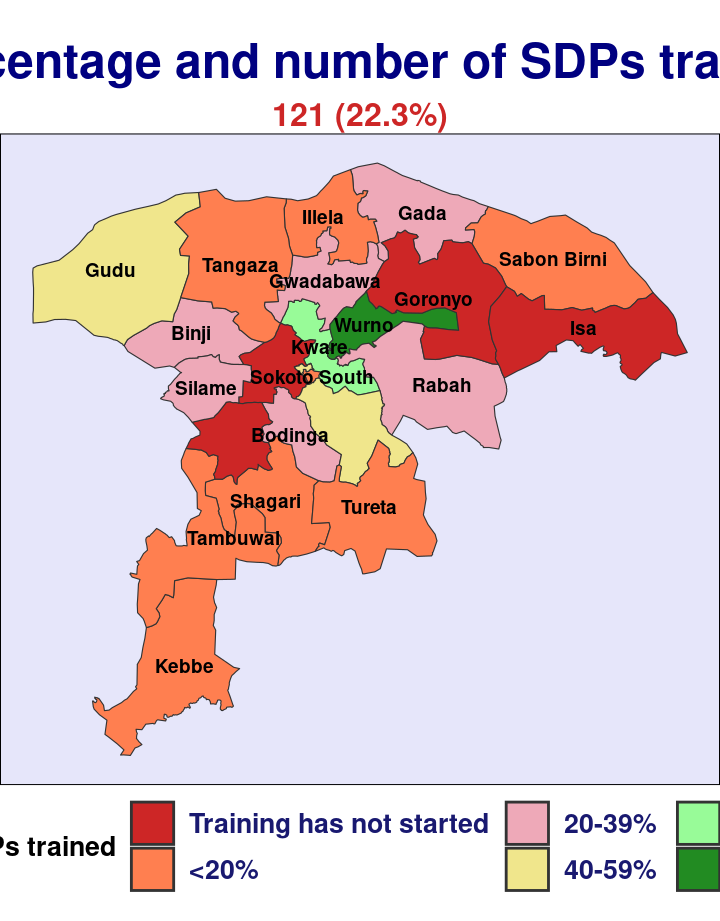 centage and number of SDPs tra
121 (22.3%)
Gada
Illela
Sabon Birni
Gudu
Tangaza
Gwadabawa
Goronyo
Wurno
Isa
Binji
Kware
Sokoto South
Silame
Rabah
Bodinga
Shagari
Tureta
Tambuwal
Kebbe
Ps trained
Training has not started
20-39%
<20%
40-59%